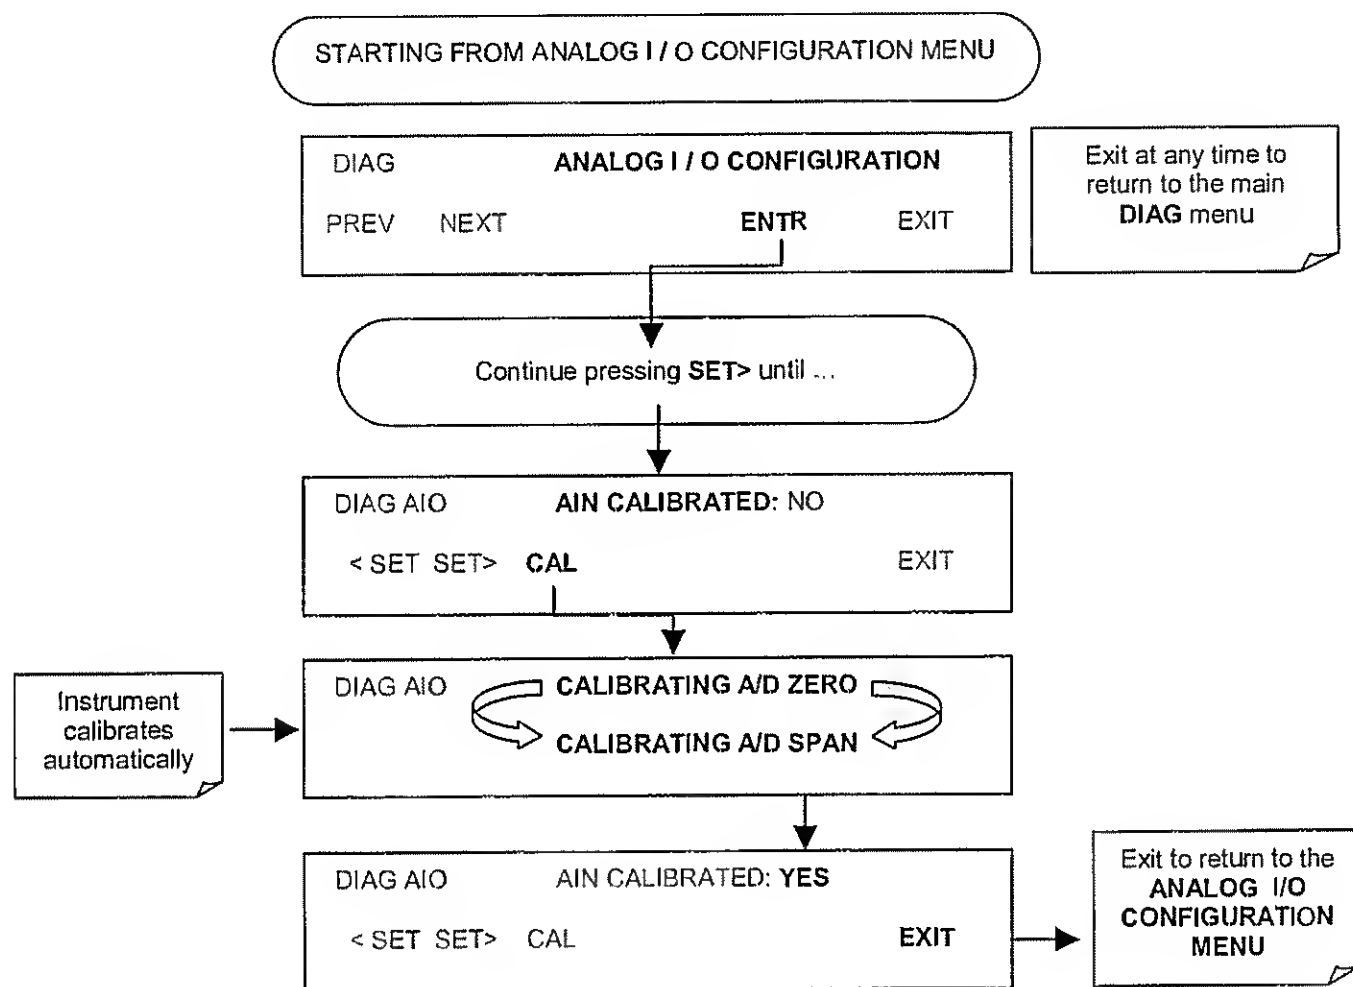 STARTING FROM ANALOG I / O CONFIGURATION MENU
DIAG ANALOG I / O CONFIGURATION
PREV NEXT ENTR EXIT
Exit at any time to
return to the main
DIAG menu
Continue pressing SET> until ...
DIAG AIO AIN CALIBRATED: NO
< SET SET> CAL EXIT
Instrument
calibrates
automatically
DIAG AIO CALIBRATING A/D ZERO
CALIBRATING A/D SPAN
DIAG AIO AIN CALIBRATED: YES
< SET SET> CAL EXIT
Exit to return to the
ANALOG I/O
CONFIGURATION
MENU